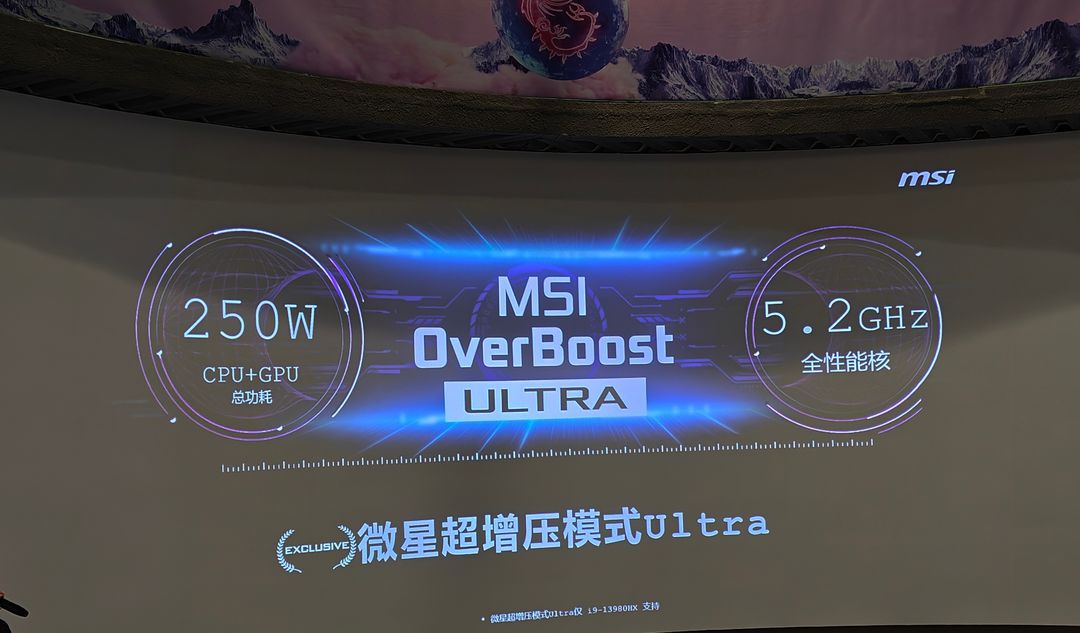 msi
250W
CPU+GPU
总功耗
MSI
OverBoost
ULTRA
5.2GHz
全性能核
EXCLUSIVE
微星超增压模式Ultra
• 微星超增压模式Ultra仅 i9-13980HX 支持